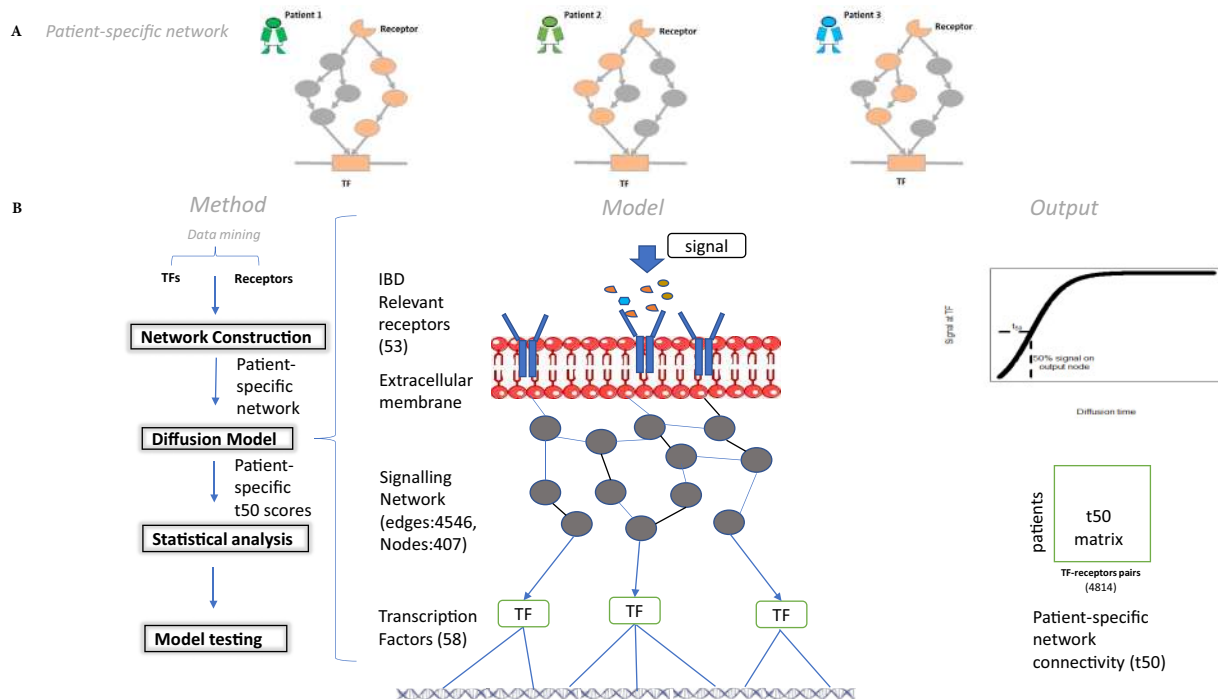 A Patient-specific network
Patient 1
Receptor
TF
Patient 2
Receptor
TF
Patient 3
Receptor
TF
B
Method
Data mining
TFs Receptors
Network Construction
Patient-
specific
network
Diffusion Model
Patient-
specific
t50 scores
Statistical analysis
Model testing
Model
signal
IBD
Relevant
receptors
(53)
Extracellular
membrane
Signalling
Network
(edges:4546,
Nodes:407)
Transcription
Factors (58)
TF
TF
TF
Output
Signal at TF
50% signal on
output node
Diffusion time
patients
t50
matrix
TF-receptors pairs
(4814)
Patient-specific
network
connectivity (t50)